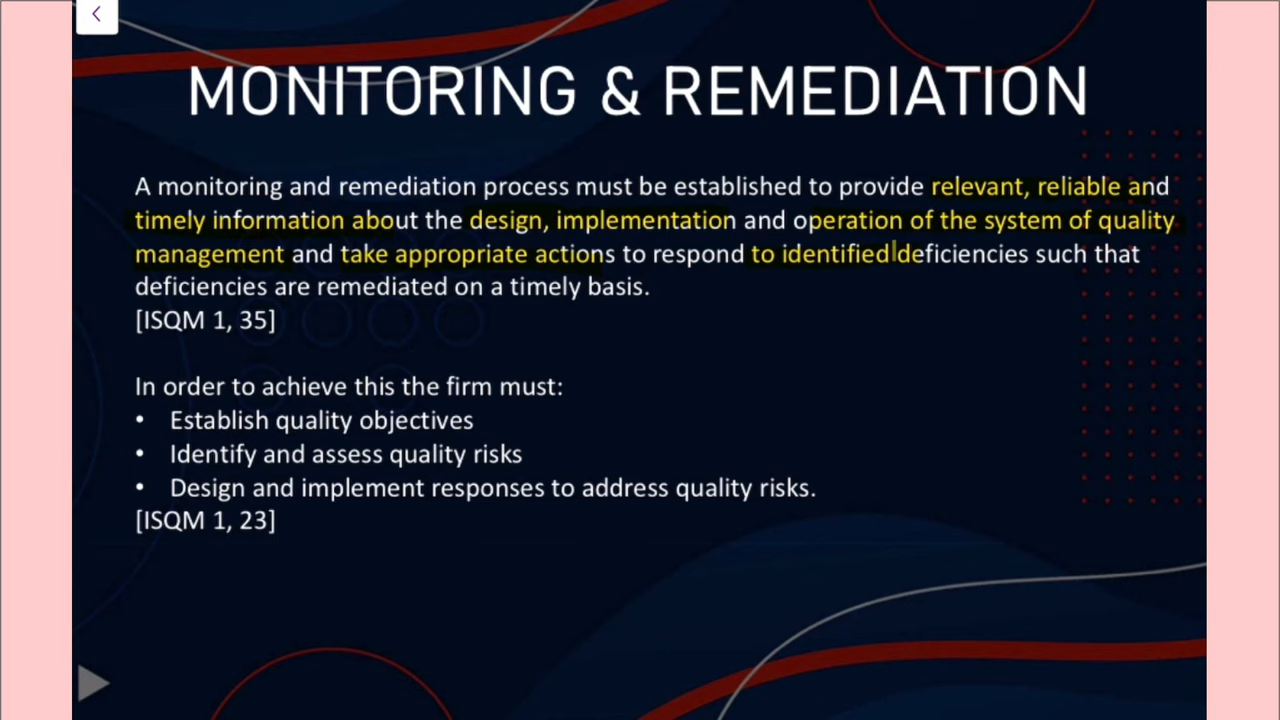 MONITORING & REMEDIATION
A monitoring and remediation process must be established to provide relevant, reliable and
timely information about the design, implementation and operation of the system of quality
management and take appropriate actions to respond to identified deficiencies such that
deficiencies are remediated on a timely basis.
[ISQM 1, 35]
In order to achieve this the firm must:
• Establish quality objectives
• Identify and assess quality risks
• Design and implement responses to address quality risks.
[ISQM 1, 23]